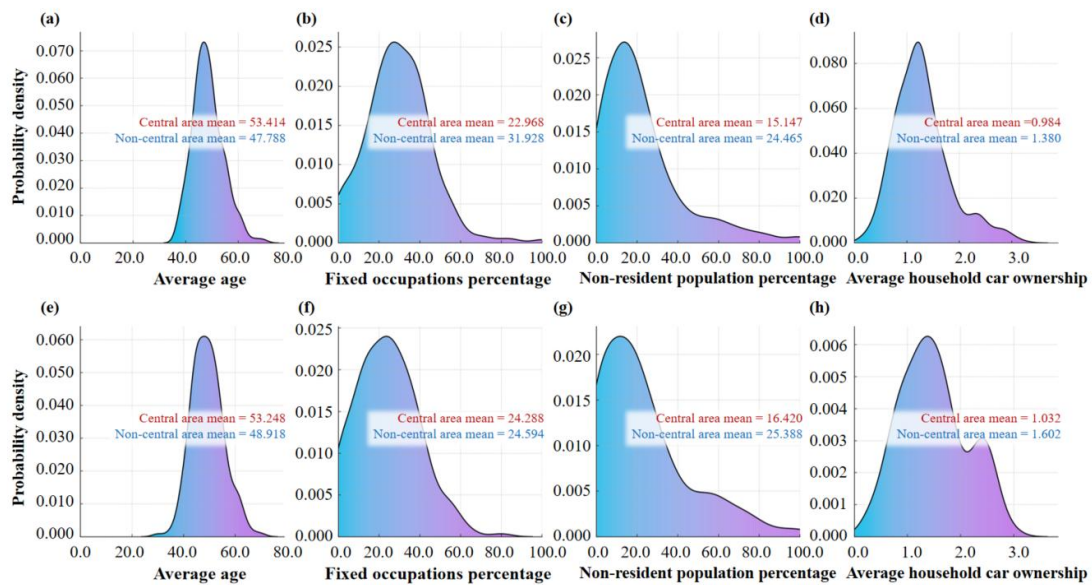 (a)
(b)
(c)
(d)
Probability density
0.070
0.060
0.050
0.040
0.030
0.020
0.010
0.000
Central area mean = 53.414
Non-central area mean = 47.788
0.0 20.0 40.0 60.0 80.0
Average age
0.025
0.020
0.015
0.010
0.005
0.000
Central area mean = 22.968
Non-central area mean = 31.928
0.0 20.0 40.0 60.0 80.0 100.0
Fixed occupations percentage
0.025
0.020
0.015
0.010
0.005
0.000
Central area mean = 15.147
Non-central area mean = 24.465
0.0 20.0 40.0 60.0 80.0 100.0
Non-resident population percentage
0.080
0.060
0.040
0.020
0.000
Central area mean =0.984
Non-central area mean = 1.380
0.0 1.0 2.0 3.0
Average household car ownership
(e)
(f)
(g)
(h)
Probability density
0.060
0.050
0.040
0.030
0.020
0.010
0.000
Central area mean = 53.248
Non-central area mean = 48.918
0.0 20.0 40.0 60.0 80.0
Average age
0.025
0.020
0.015
0.010
0.005
0.000
Central area mean = 24.288
Non-central area mean = 24.594
0.0 20.0 40.0 60.0 80.0 100.0
Fixed occupations percentage
0.020
0.015
0.010
0.005
0.000
Central area mean = 16.420
Non-central area mean = 25.388
0.0 20.0 40.0 60.0 80.0 100.0
Non-resident population percentage
0.006
0.005
0.004
0.003
0.002
0.001
0.000
Central area mean = 1.032
Non-central area mean = 1.602
0.0 1.0 2.0 3.0
Average household car ownership